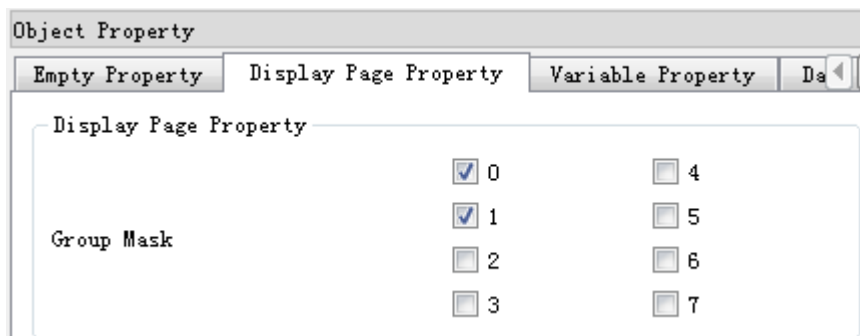 Object Property
Empty Property Display Page Property Variable Property Da
Display Page Property
0 4
1 5
Group Mask
2 6
3 7